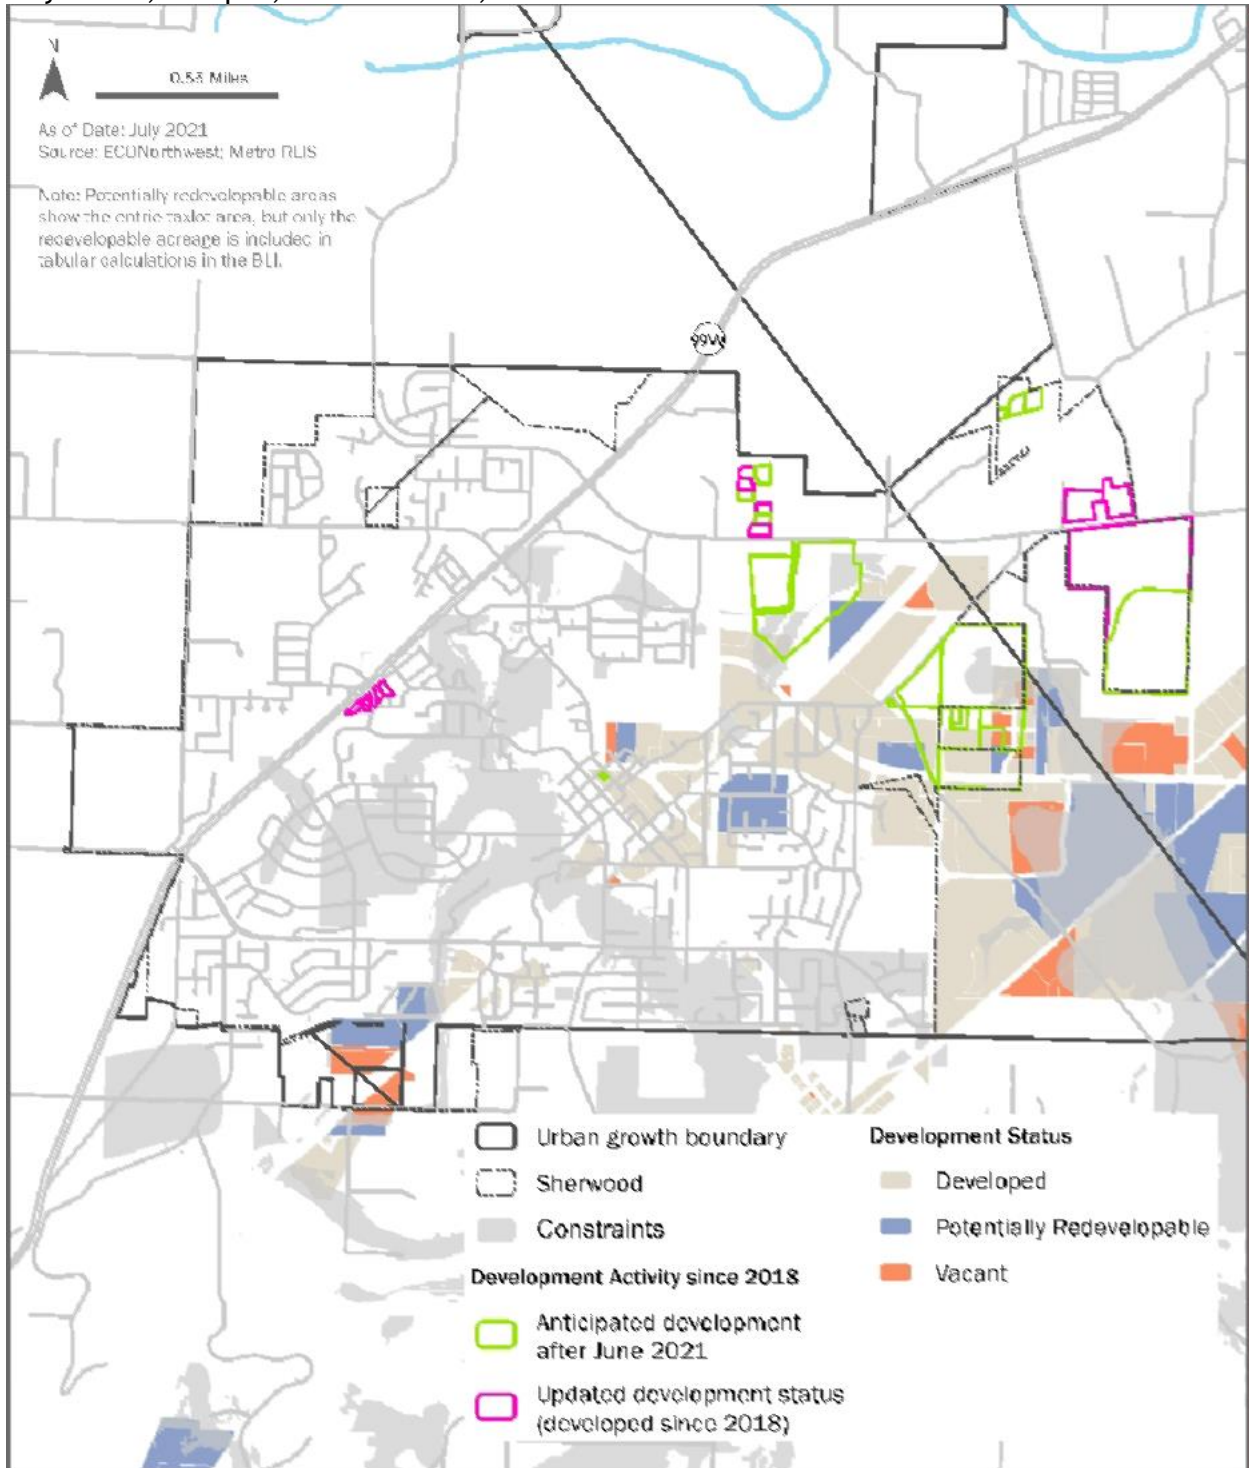 N
0.55 Miles
As of Date: July 2021
Source: ECONorthwest; Metro RLIS
Note: Potentially redevelopable areas
show the entire taxlot area, but only the
redevelopable acreage is included in
tabular calculations in the BLI.
99W
Urban growth boundary
Sherwood
Constraints
Development Activity since 2018
Anticipated development
after June 2021
Updated development status
(developed since 2018)
Development Status
Developed
Potentially Redevelopable
Vacant